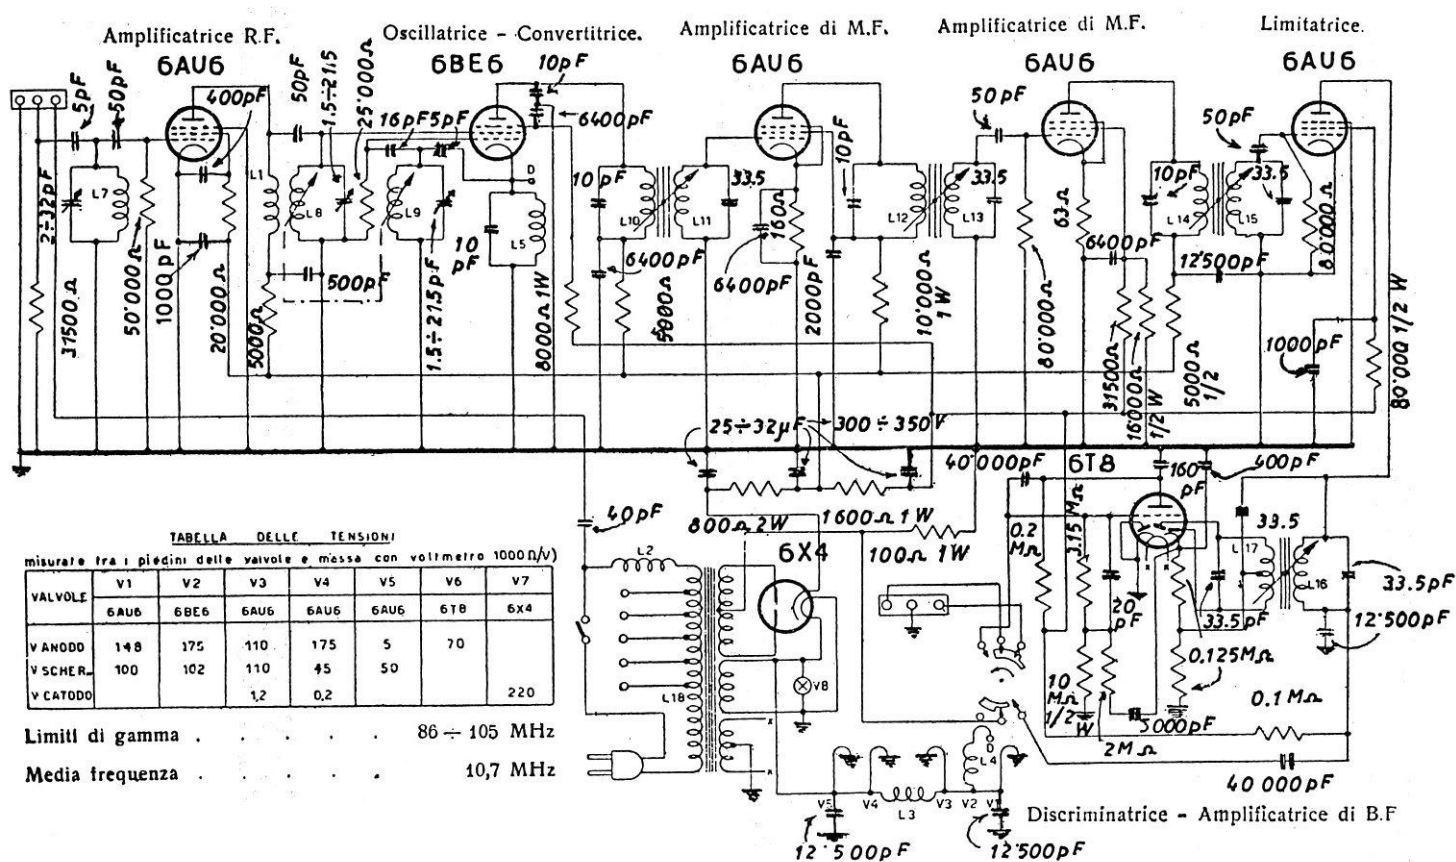 Amplificatrice R.F.
Oscillatrice - Convertitrice.
Amplificatrice di M.F.
Amplificatrice di M.F.
Limitatrice.
6AU6
6BE6
6AU6
6AU6
6AU6
5pF
50pF
400pF
50pF
1.5÷21.5
25'000Ω
16pF
5pF
10pF
6400pF
10pF
33.5
10pF
50pF
33.5
10pF
50pF
33.5
2÷32pF
L7
L1
L8
L9
L5
D
L10
L11
L12
L13
L14
L15
31500Ω
50'000Ω
1000pF
20'000Ω
5000Ω
500pF
1.5÷21.5pF
10 pF
8000Ω 1W
6400pF
5000Ω
160Ω
6400pF
2000pF
10'000Ω 1W
80'000Ω
63Ω
6400pF
12'500pF
80'000Ω
31500Ω
16'000Ω 1/2 W
5000Ω 1/2
1000pF
80'000 1/2 W
25÷32µF
300÷350V
40'000pF
6T8
160 pF
400pF
40pF
800Ω 2W
1600Ω 1W
100Ω 1W
6X4
0.2 MΩ
3.15 MΩ
20 pF
33.5
L17
L16
33.5pF
33.5 pF
12'500pF
0.125MΩ
10 MΩ 1/2 W
2MΩ
5000pF
0.1MΩ
40 000pF
L2
L18
V8
x
x
x
x
D
L4
V5
V4
L3
V3
V2
V1
12'500pF
12'500pF
TABELLA DELLE TENSIONI
misurate fra i piedini delle valvole e massa con voltmetro 1000Ω/V)
VALVOLE V1 V2 V3 V4 V5 V6 V7
6AU6 6BE6 6AU6 6AU6 6AU6 6T8 6X4
V ANODO 148 175 110 175 5 70
V SCHER. 100 102 110 45 50
V CATODO 1,2 0,2 220
Limiti di gamma . . . . . 86 ÷ 105 MHz
Media frequenza . . . . . 10,7 MHz
Discriminatrice - Amplificatrice di B.F